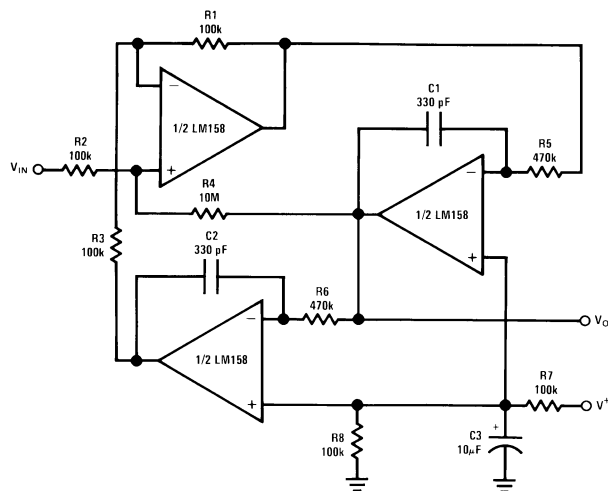 R1
100k
−
1/2 LM158
+
C1
330 pF
R2
100k
VIN
R5
470k
−
1/2 LM158
+
R4
10M
R3
100k
C2
330 pF
R6
470k
−
1/2 LM158
+
VO
R7
100k
V+
R8
100k
+
C3
10μF